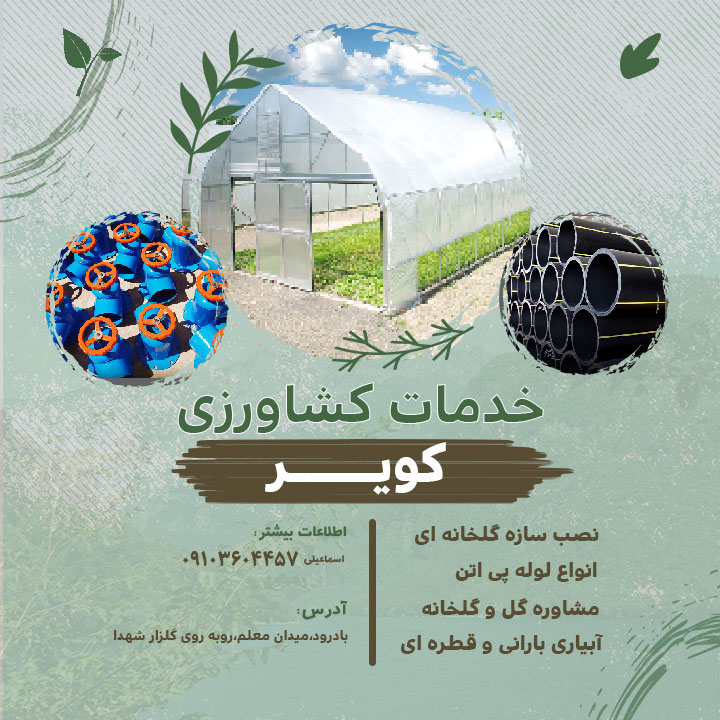 خدمات کشاورزی
کویـــر
نصب سازه گلخانه ای
انواع لوله پی اتن
مشاوره گل و گلخانه
آبیاری بارانی و قطره ای
اطلاعات بیشتر:
اسماعیلی ۰۹۱۰۳۶۰۴۴۵۷
آدرس:
بادرود،میدان معلم،روبه روی گلزار شهدا